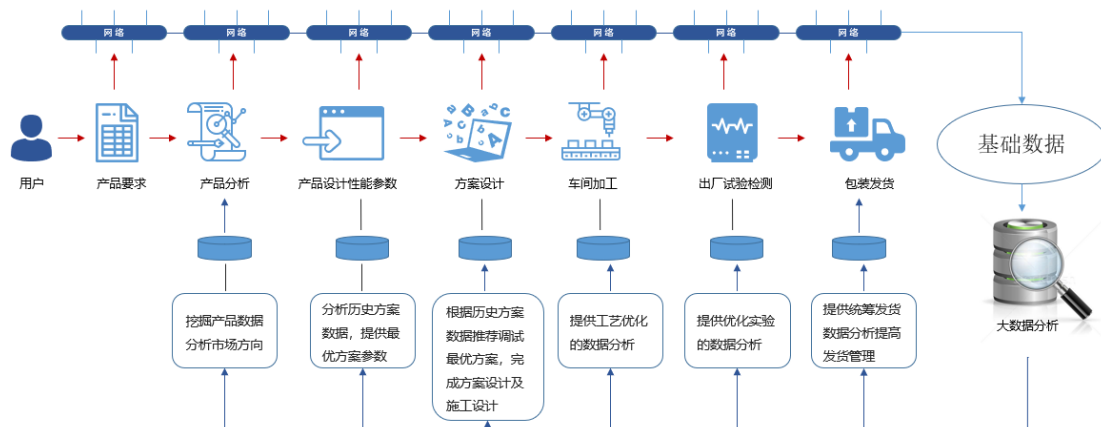 网络 网络 网络 网络 网络 网络 网络
基础数据
用户 产品要求 产品分析 产品设计性能参数 方案设计 车间加工 出厂试验检测 包装发货
大数据分析
挖掘产品数据
分析市场方向
分析历史方案
数据，提供最
优方案参数
根据历史方案
数据推荐调试
最优方案，完
成方案设计及
施工设计
提供工艺优化
的数据分析
提供优化实验
的数据分析
提供统筹发货
数据分析提高
发货管理